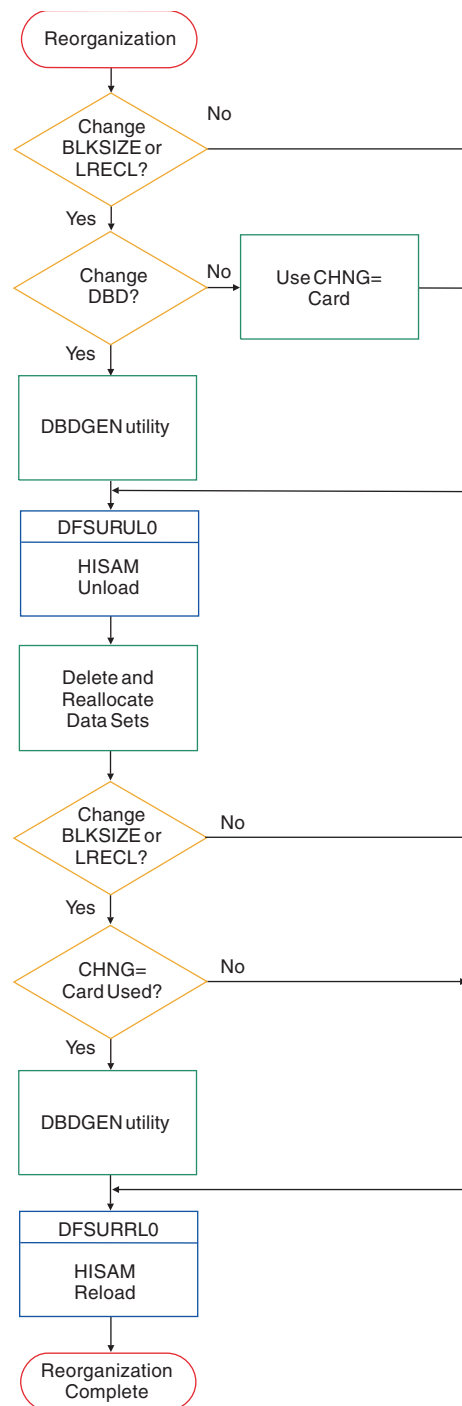 Reorganization
Change
BLKSIZE or
LRECL?
No
Yes
Change
DBD?
No
Use CHNG=
Card
Yes
DBDGEN utility
DFSURUL0
HISAM
Unload
Delete and
Reallocate
Data Sets
Change
BLKSIZE or
LRECL?
No
Yes
CHNG=
Card Used?
No
Yes
DBDGEN utility
DFSURRL0
HISAM
Reload
Reorganization
Complete